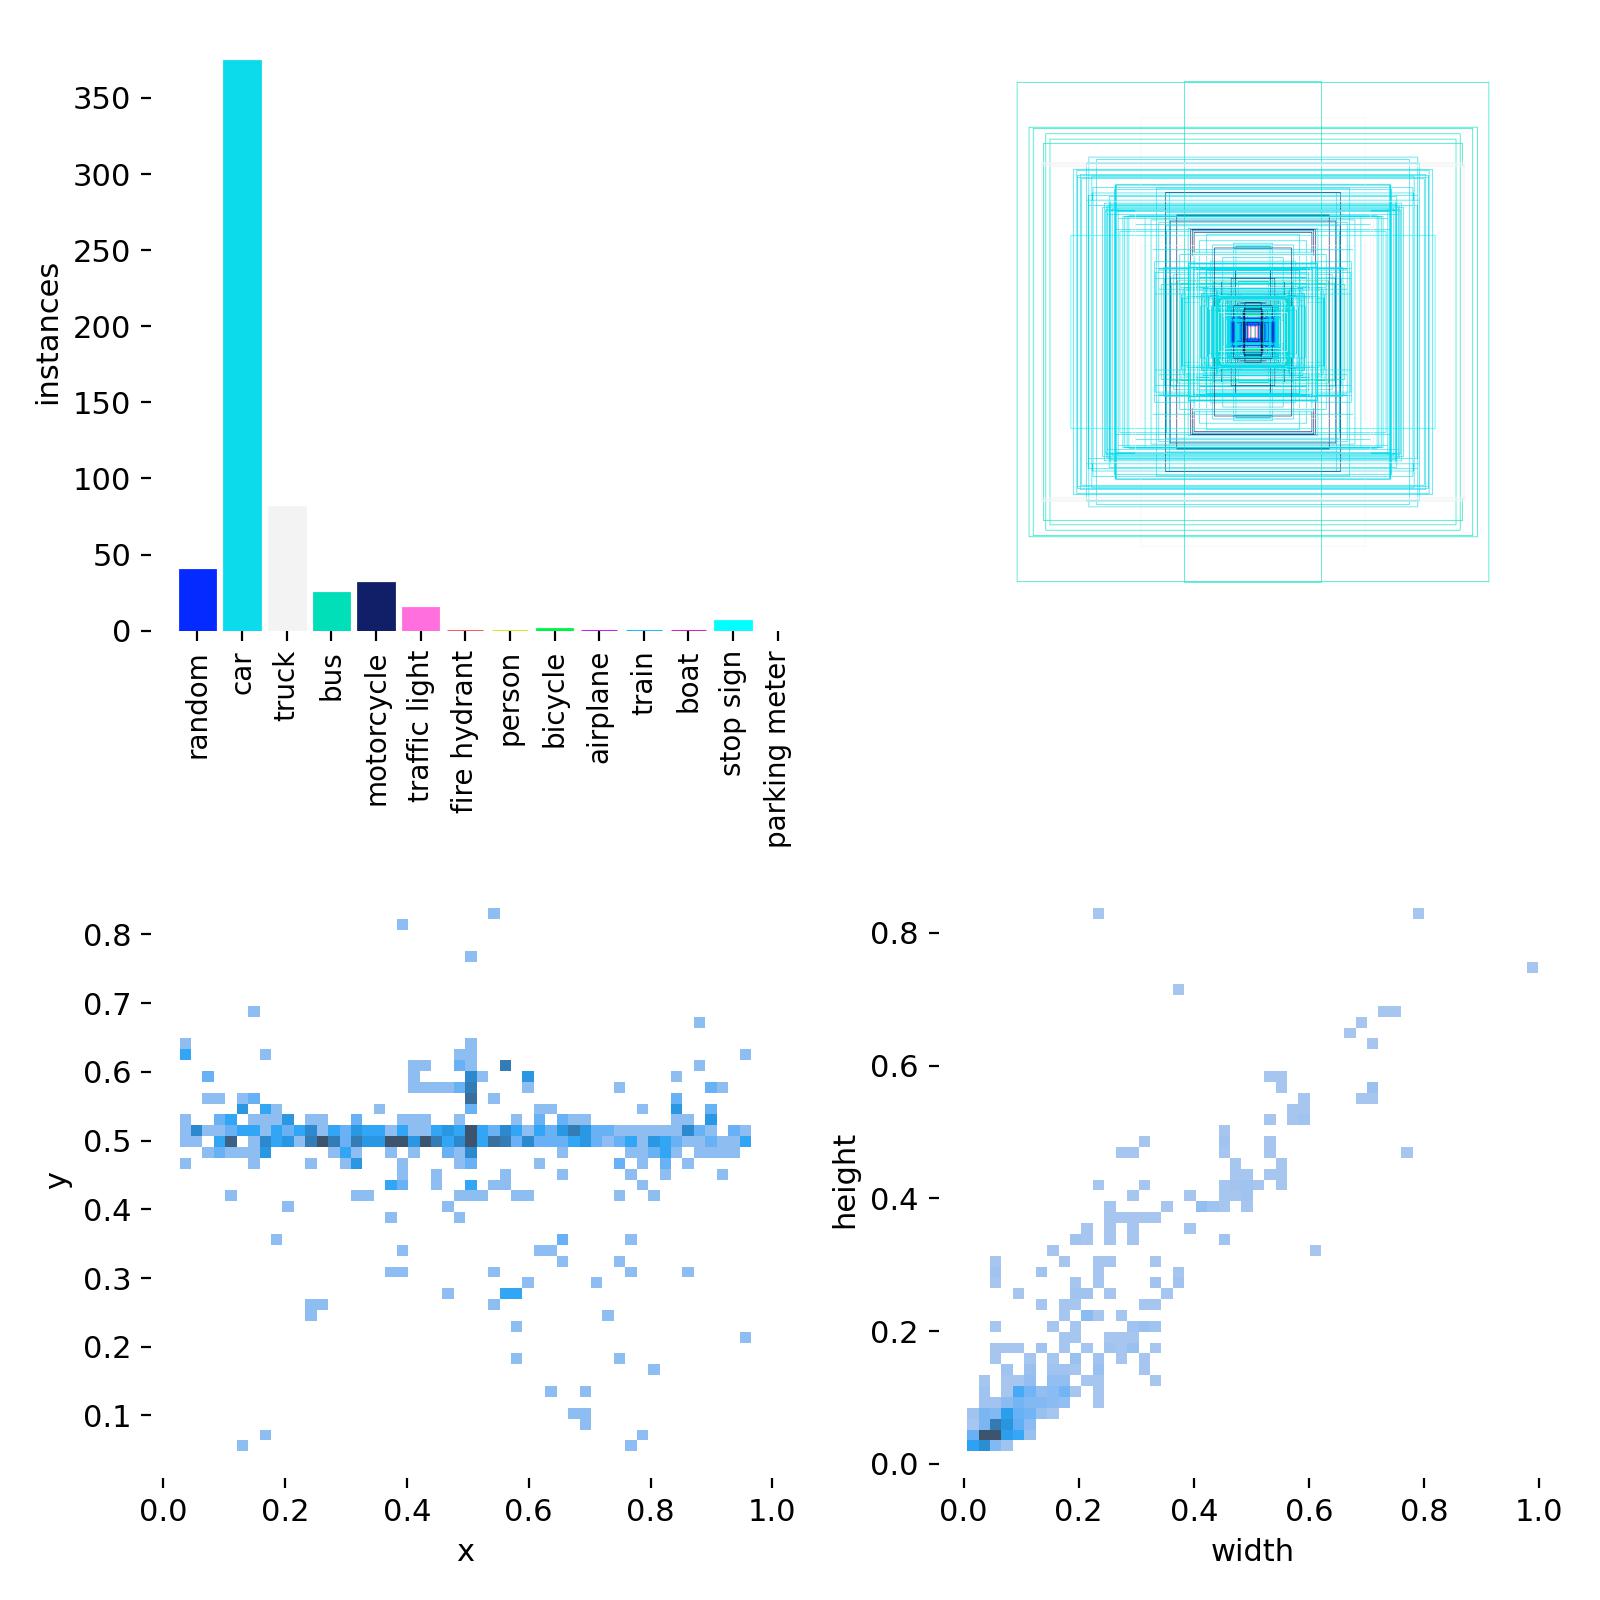 350
300
250
200
150
100
50
0
instances
random
car
truck
bus
motorcycle
traffic light
fire hydrant
person
bicycle
airplane
train
boat
stop sign
parking meter
0.8
0.7
0.6
0.5
0.4
0.3
0.2
0.1
y
0.0 0.2 0.4 0.6 0.8 1.0
x
0.8
0.6
0.4
0.2
0.0
height
0.0 0.2 0.4 0.6 0.8 1.0
width